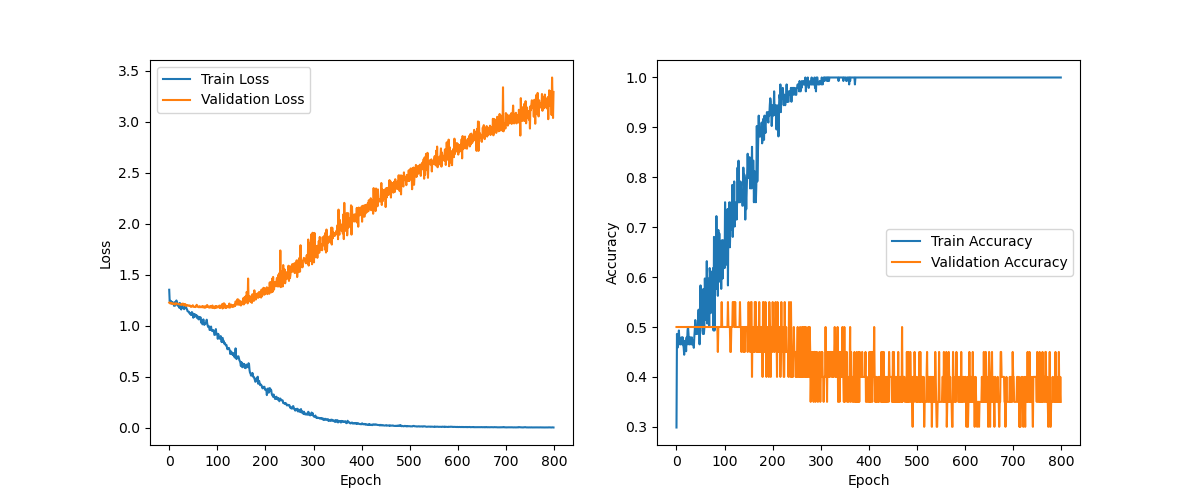 Train Loss
Validation Loss
3.5
3.0
2.5
2.0
1.5
1.0
0.5
0.0
Loss
0 100 200 300 400 500 600 700 800
Epoch
Train Accuracy
Validation Accuracy
1.0
0.9
0.8
0.7
0.6
0.5
0.4
0.3
Accuracy
0 100 200 300 400 500 600 700 800
Epoch